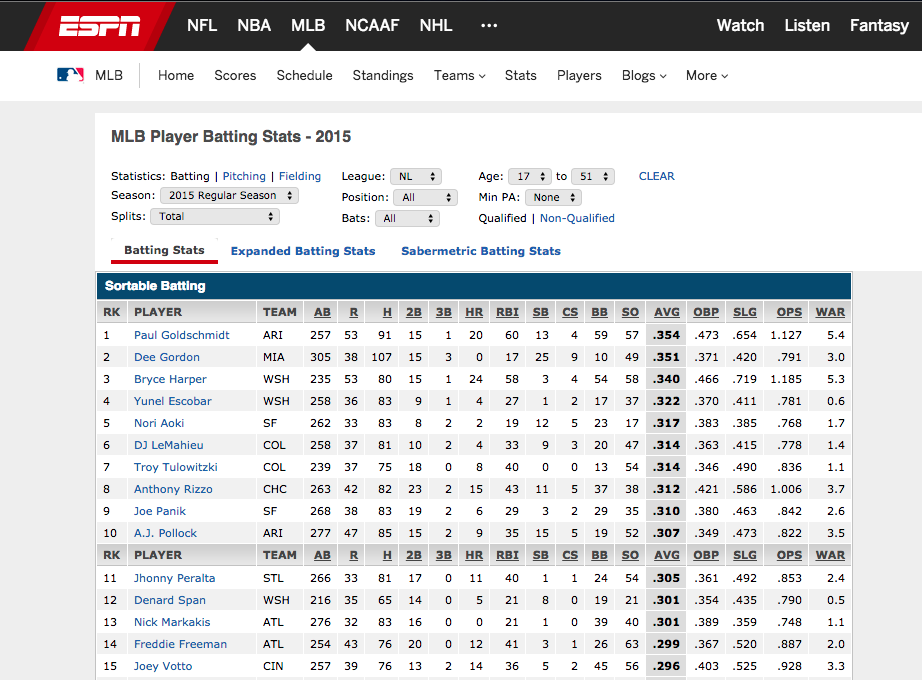 ESPN NFL NBA MLB NCAAF NHL ••• Watch Listen Fantasy
MLB Home Scores Schedule Standings Teams Stats Players Blogs More
MLB Player Batting Stats - 2015
Statistics: Batting | Pitching | Fielding League: NL Age: 17 to 51 CLEAR
Season: 2015 Regular Season Position: All Min PA: None
Splits: Total Bats: All Qualified | Non-Qualified
Batting Stats Expanded Batting Stats Sabermetric Batting Stats
Sortable Batting
RK PLAYER TEAM AB R H 2B 3B HR RBI SB CS BB SO AVG OBP SLG OPS WAR
1 Paul Goldschmidt ARI 257 53 91 15 1 20 60 13 4 59 57 .354 .473 .654 1.127 5.4
2 Dee Gordon MIA 305 38 107 15 3 0 17 25 9 10 49 .351 .371 .420 .791 3.0
3 Bryce Harper WSH 235 53 80 15 1 24 58 3 4 54 58 .340 .466 .719 1.185 5.3
4 Yunel Escobar WSH 258 36 83 9 1 4 27 1 2 17 37 .322 .370 .411 .781 0.6
5 Nori Aoki SF 262 33 83 8 2 2 19 12 5 23 17 .317 .383 .385 .768 1.7
6 DJ LeMahieu COL 258 37 81 10 2 4 33 9 3 20 47 .314 .363 .415 .778 1.4
7 Troy Tulowitzki COL 239 37 75 18 0 8 40 0 0 13 54 .314 .346 .490 .836 1.1
8 Anthony Rizzo CHC 263 42 82 23 2 15 43 11 5 37 38 .312 .421 .586 1.006 3.7
9 Joe Panik SF 268 38 83 19 2 6 29 3 2 29 35 .310 .380 .463 .842 2.6
10 A.J. Pollock ARI 277 47 85 15 2 9 35 15 5 19 52 .307 .349 .473 .822 3.5
RK PLAYER TEAM AB R H 2B 3B HR RBI SB CS BB SO AVG OBP SLG OPS WAR
11 Jhonny Peralta STL 266 33 81 17 0 11 40 1 1 24 54 .305 .361 .492 .853 2.4
12 Denard Span WSH 216 35 65 14 0 5 21 8 0 19 21 .301 .354 .435 .790 0.5
13 Nick Markakis ATL 276 32 83 16 0 0 21 1 0 39 40 .301 .389 .359 .748 1.1
14 Freddie Freeman ATL 254 43 76 20 0 12 41 3 1 26 63 .299 .367 .520 .887 2.0
15 Joey Votto CIN 257 39 76 13 2 14 36 5 2 45 56 .296 .403 .525 .928 3.3